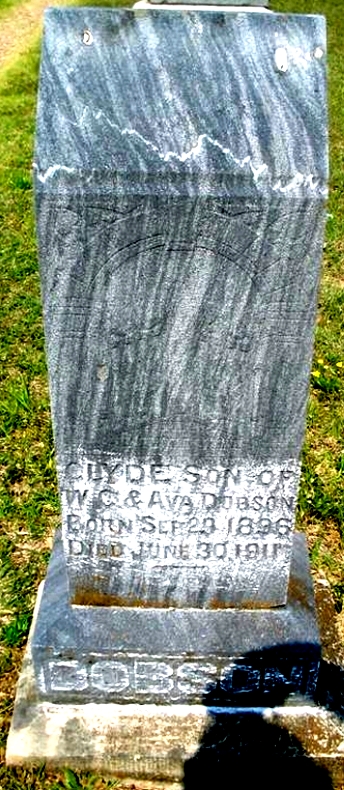 CLYDE SON OF
W.C. & AVA DOBSON
BORN SEP 29 1896
DIED JUNE 30 1911
DOBSON